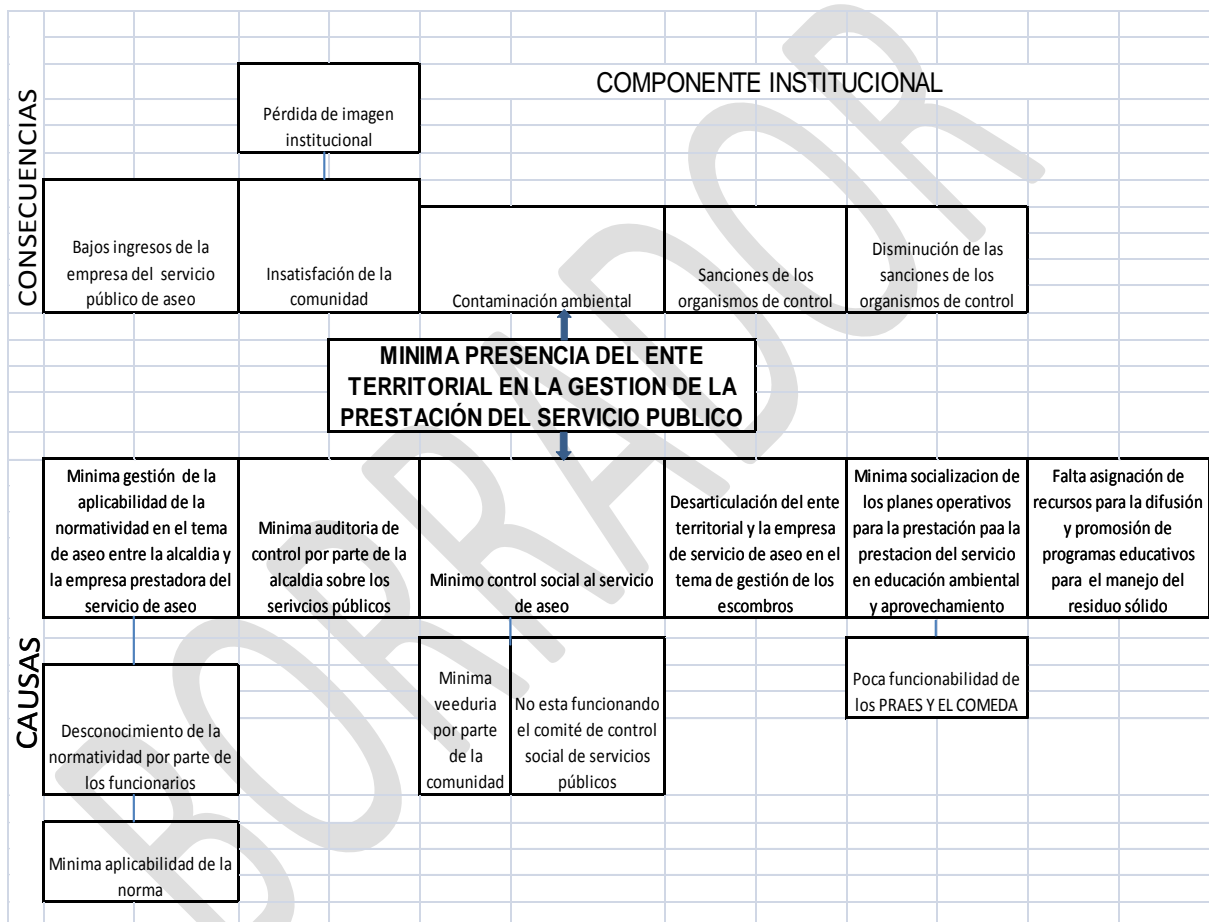 COMPONENTE INSTITUCIONAL
CONSECUENCIAS
Pérdida de imagen
institucional
Bajos ingresos de la
empresa del servicio
público de aseo
Insatisfación de la
comunidad
Contaminación ambiental
Sanciones de los
organismos de control
Disminución de las
sanciones de los
organismos de control
MINIMA PRESENCIA DEL ENTE
TERRITORIAL EN LA GESTION DE LA
PRESTACIÓN DEL SERVICIO PUBLICO
CAUSAS
Minima gestión de la
aplicabilidad de la
normatividad en el tema
de aseo entre la alcaldia y
la empresa prestadora del
servicio de aseo
Minima auditoria de
control por parte de la
alcaldia sobre los
serivcios públicos
Minimo control social al servicio
de aseo
Desarticulación del ente
territorial y la empresa
de servicio de aseo en el
tema de gestión de los
escombros
Minima socializacion de
los planes operativos
para la prestación paa la
prestacion del servicio
en educación ambiental
y aprovechamiento
Falta asignación de
recursos para la difusión
y promosión de
programas educativos
para el manejo del
residuo sólido
Desconocimiento de la
normatividad por parte de
los funcionarios
Minima
veeduria
por parte
de la
comunidad
No esta funcionando
el comité de control
social de servicios
públicos
Poca funcionabilidad de
los PRAES Y EL COMEDA
Minima aplicabilidad de la
norma
BORRADOR